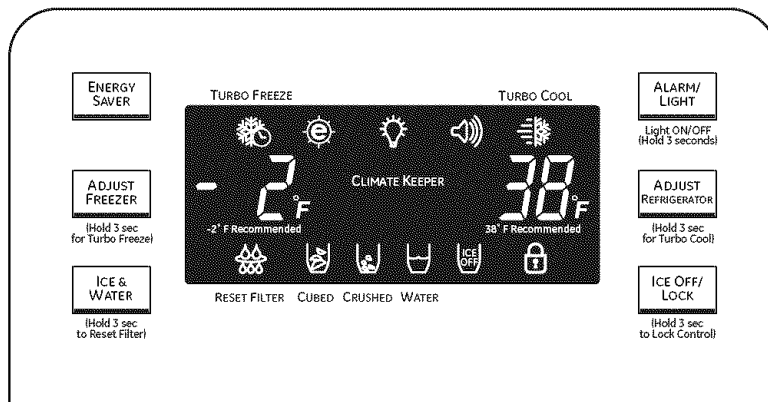 ENERGY
SAVER
ADJUST
FREEZER
(Hold 3 sec
for Turbo Freeze)
ICE &
WATER
(Hold 3 sec
to Reset Filter)
TURBO FREEZE
TURBO COOL
e
-2°F
CLIMATE KEEPER
38°F
-2° F Recommended
38° F Recommended
ICE
OFF
RESET FILTER
CUBED
CRUSHED
WATER
ALARM/
LIGHT
Light ON/OFF
(Hold 3 seconds)
ADJUST
REFRIGERATOR
(Hold 3 sec
for Turbo Cool)
ICE OFF/
LOCK
(Hold 3 sec
to Lock Control)